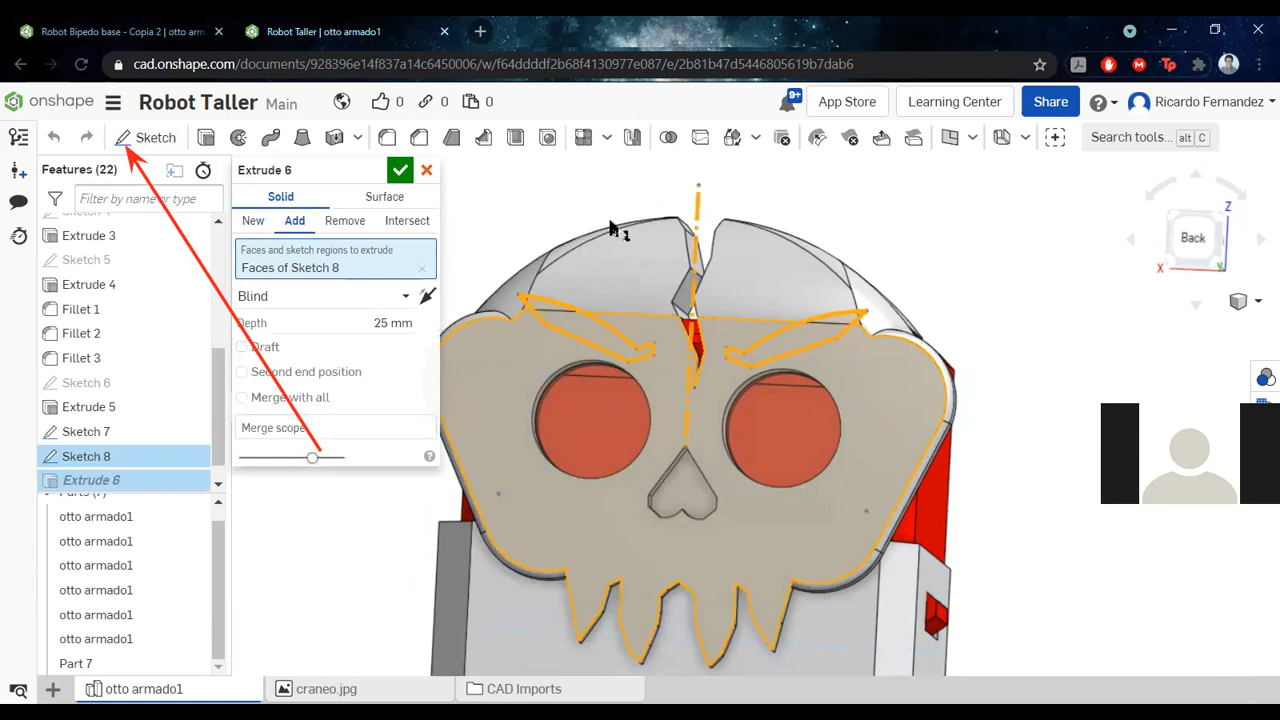 Robot Bipedo base - Copia 2 | otto arm
Robot Taller | otto armado1
cad.onshape.com/documents/928396e14f837a14c6450006/w/f64ddddf2b68f4130977e087/e/2b81b47d5446805619b7dab6
onshape
Robot Taller Main
0 0 0
9+
App Store
Learning Center
Share
Ricardo Fernandez
Sketch
Search tools...
alt C
Features (22)
Filter by name or type
Sketch 4
Extrude 3
Sketch 5
Extrude 4
Fillet 1
Fillet 2
Fillet 3
Sketch 6
Extrude 5
Sketch 7
Sketch 8
Extrude 6
Parts (7)
otto armado1
otto armado1
otto armado1
otto armado1
otto armado1
otto armado1
Part 7
Extrude 6
Solid Surface
New Add Remove Intersect
Faces and sketch regions to extrude
Faces of Sketch 8
Blind
Depth 25 mm
Draft
Second end position
Merge with all
Merge scope
Back
Z
X
otto armado1
craneo.jpg
CAD Imports